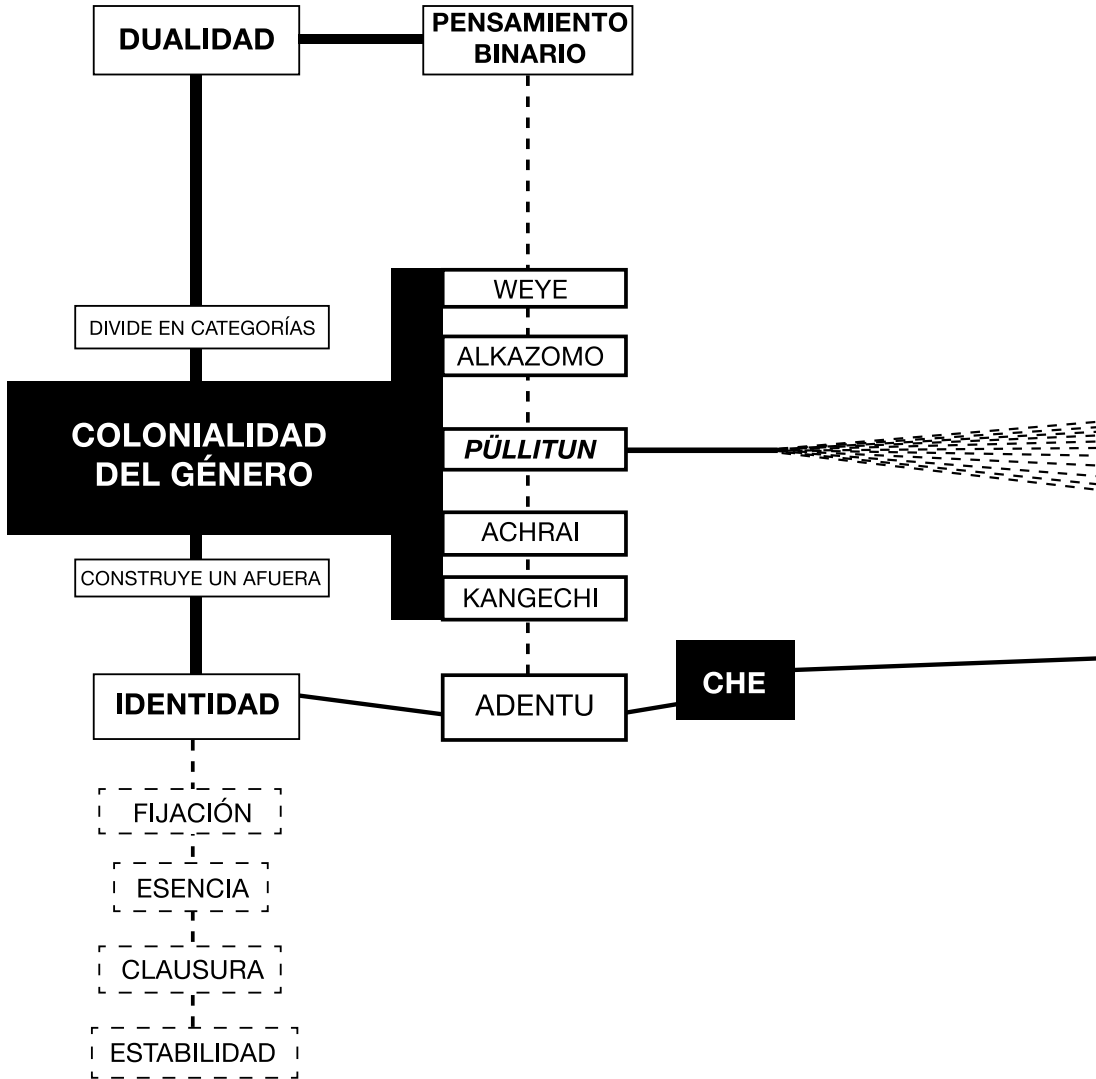 DUALIDAD
PENSAMIENTO
BINARIO
WEYE
DIVIDE EN CATEGORÍAS
ALKAZOMO
COLONIALIDAD
DEL GÉNERO
PÜLLITUN
ACHRAI
CONSTRUYE UN AFUERA
KANGECHI
IDENTIDAD
ADENTU
CHE
FIJACIÓN
ESENCIA
CLAUSURA
ESTABILIDAD